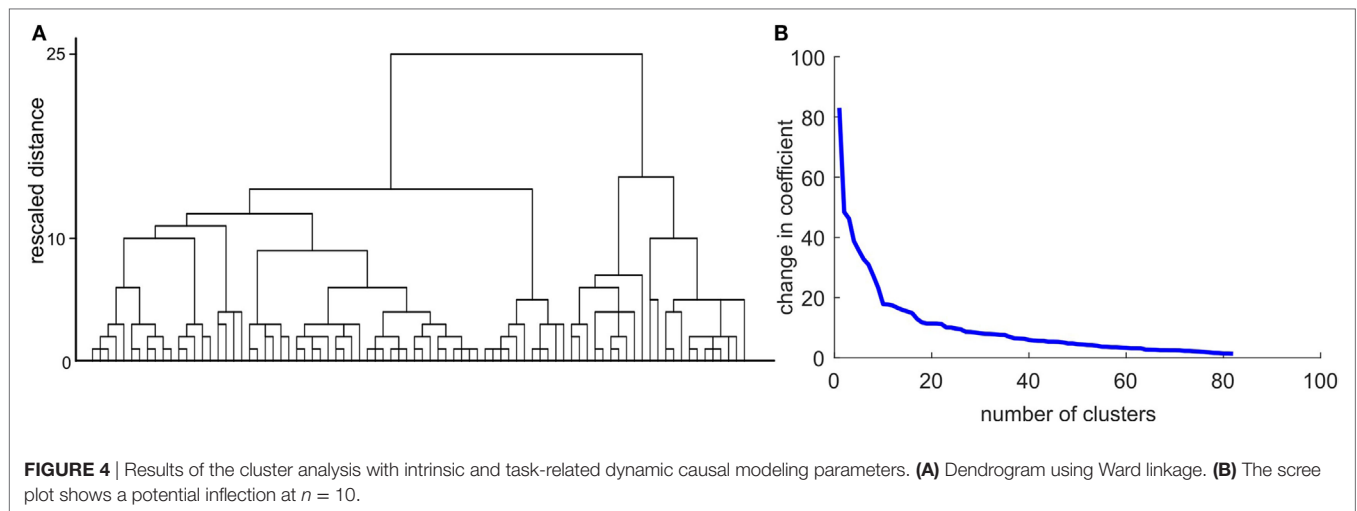 A
25
10
0
rescaled distance
B
100
80
60
40
20
0
change in coefficient
0 20 40 60 80 100
number of clusters
FIGURE 4 | Results of the cluster analysis with intrinsic and task-related dynamic causal modeling parameters. (A) Dendrogram using Ward linkage. (B) The scree
plot shows a potential inflection at n = 10.